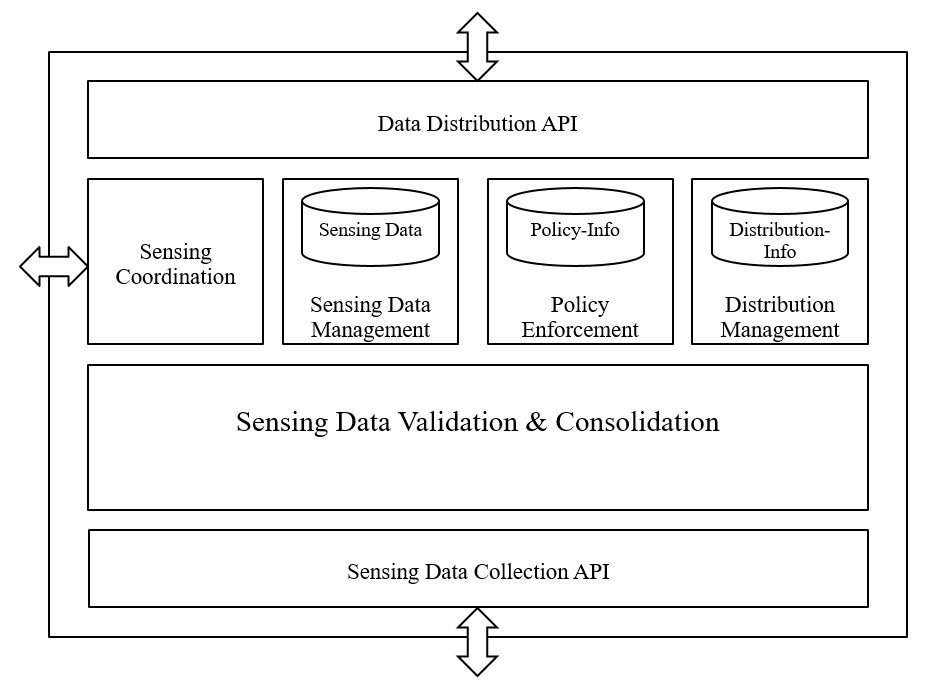 Data Distribution API
Sensing
Coordination
Sensing Data
Sensing Data
Management
Policy-Info
Policy
Enforcement
Distribution-
Info
Distribution
Management
Sensing Data Validation & Consolidation
Sensing Data Collection API